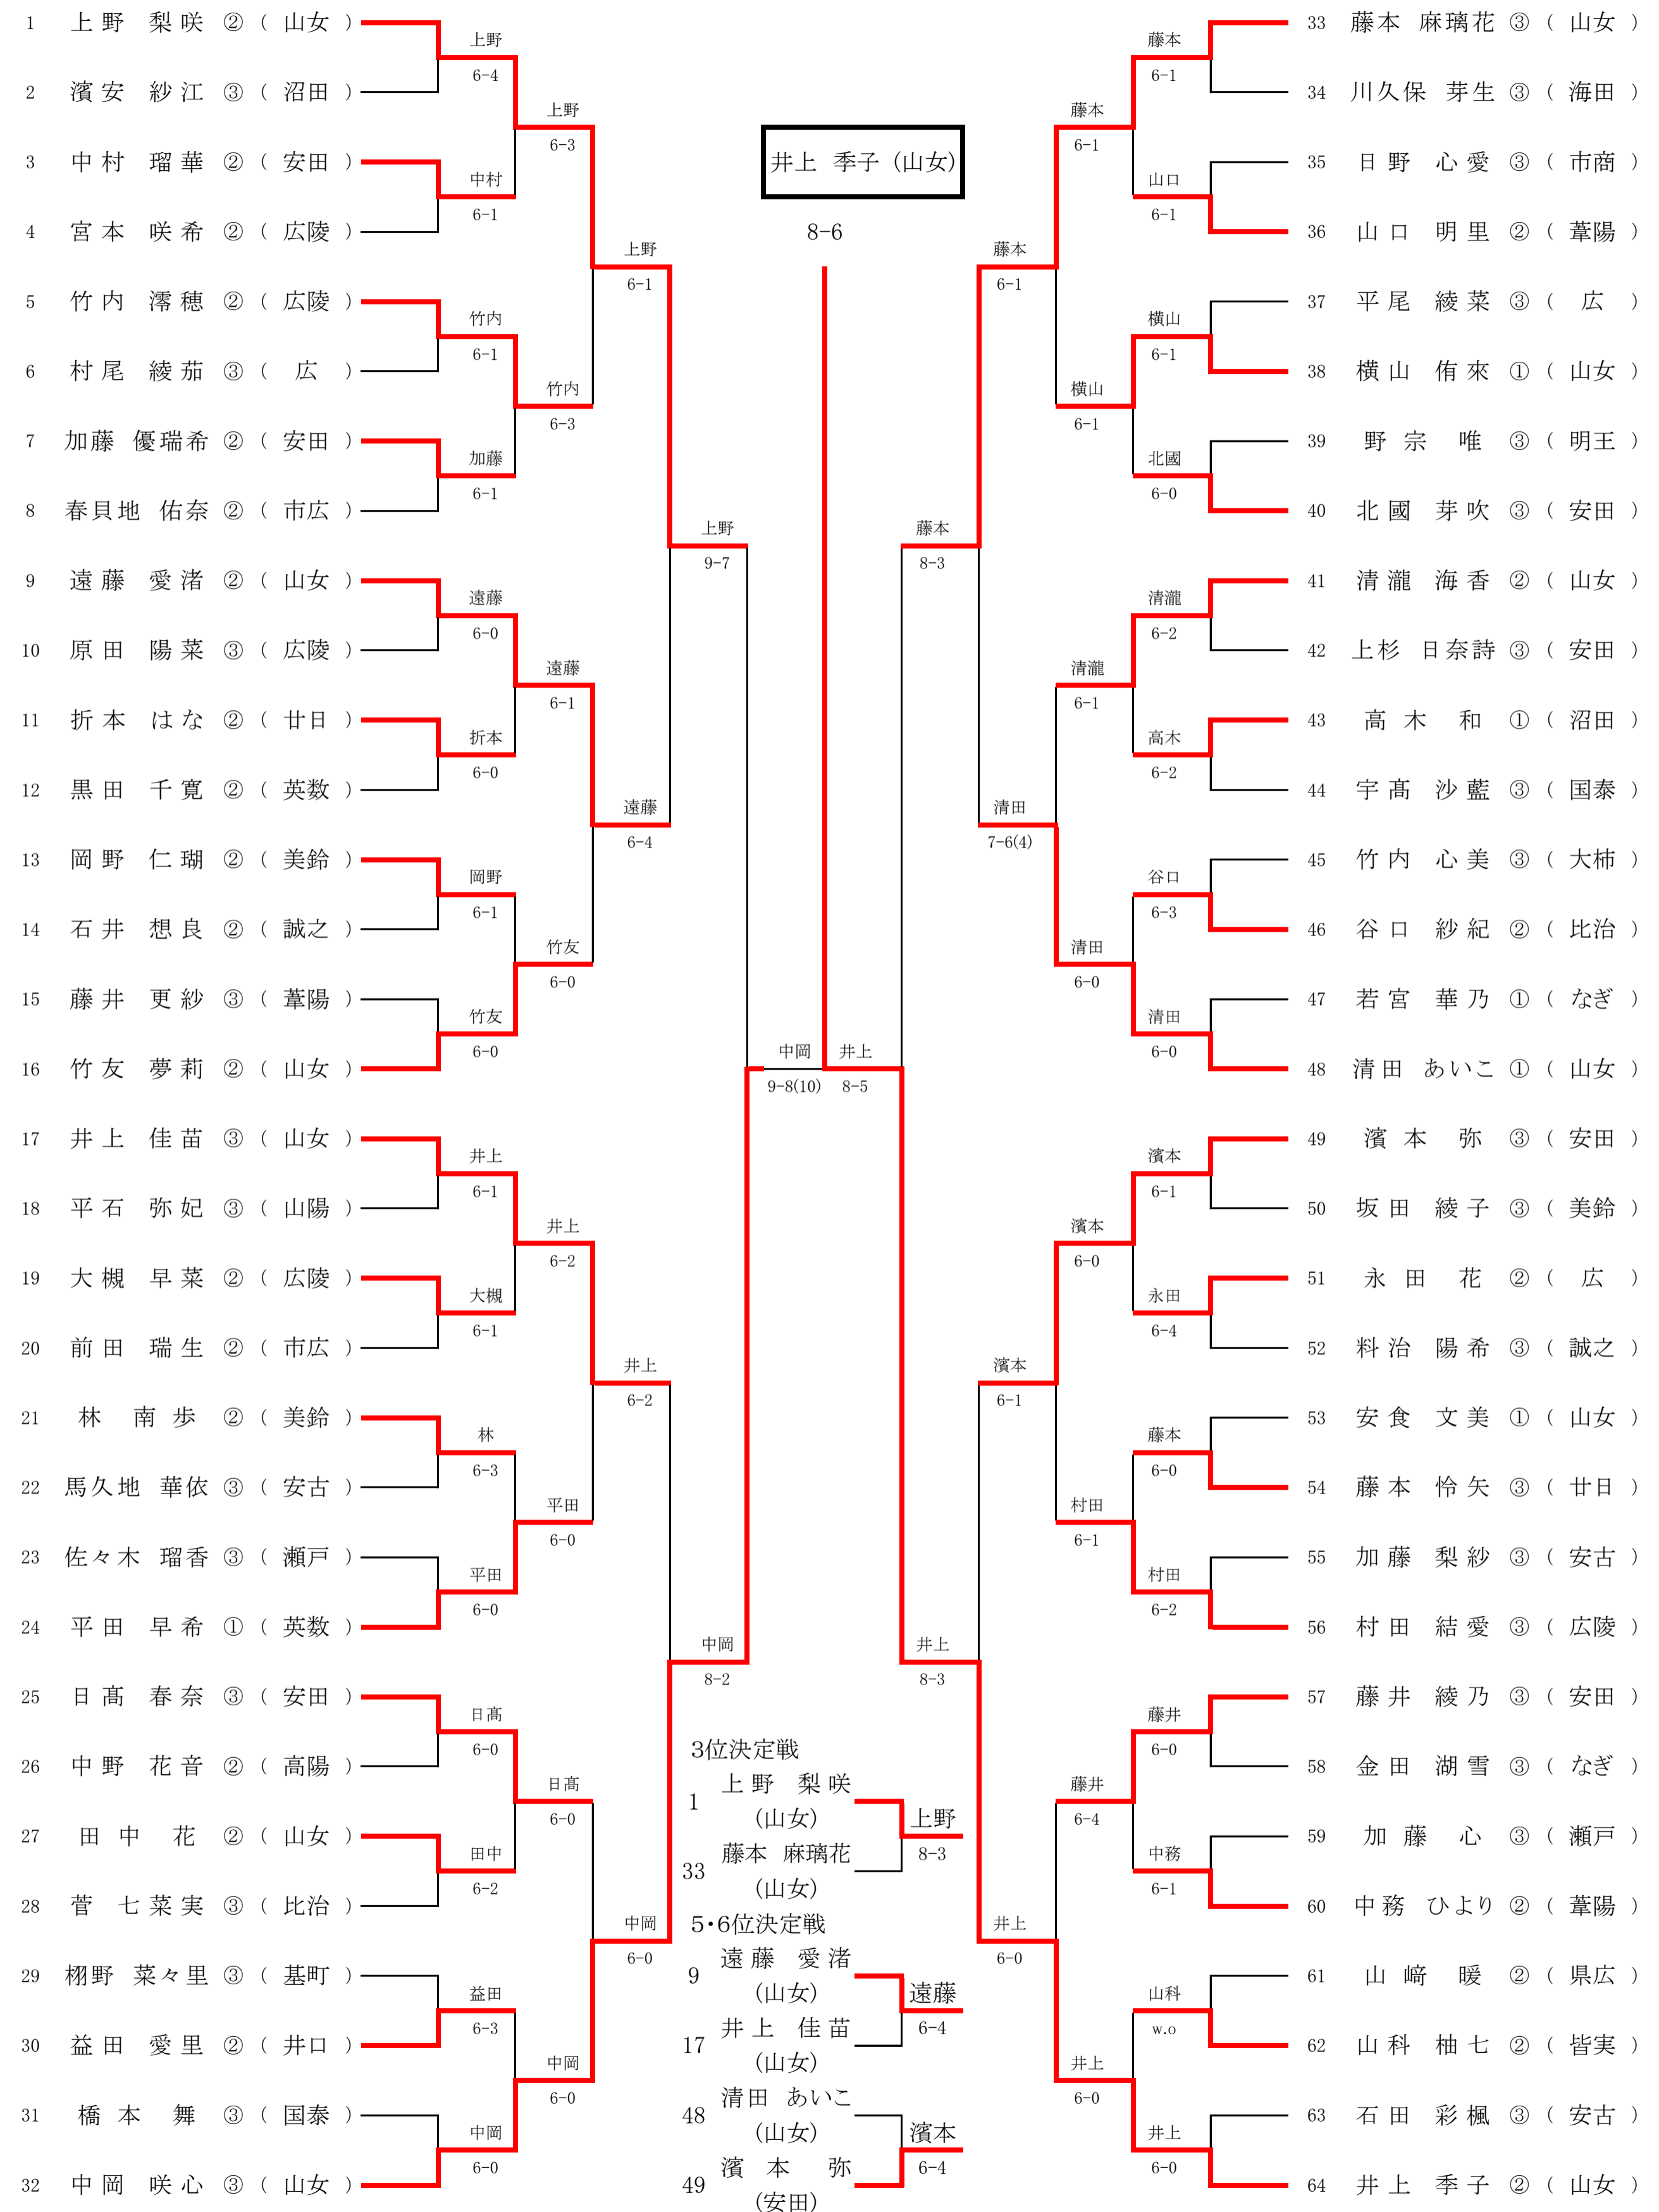 1 上野 梨咲 ② ( 山女 )
2 濱安 紗江 ③ ( 沼田 )
3 中村 瑠華 ② ( 安田 )
4 宮本 咲希 ② ( 広陵 )
5 竹内 澪穂 ② ( 広陵 )
6 村尾 綾茄 ③ ( 広 )
7 加藤 優瑞希 ② ( 安田 )
8 春貝地 佑奈 ② ( 市広 )
9 遠藤 愛渚 ② ( 山女 )
10 原田 陽菜 ③ ( 広陵 )
11 折本 はな ② ( 廿日 )
12 黒田 千寛 ② ( 英数 )
13 岡野 仁瑚 ② ( 美鈴 )
14 石井 想良 ② ( 誠之 )
15 藤井 更紗 ③ ( 葦陽 )
16 竹友 夢莉 ② ( 山女 )
17 井上 佳苗 ③ ( 山女 )
18 平石 弥妃 ③ ( 山陽 )
19 大槻 早菜 ② ( 広陵 )
20 前田 瑞生 ② ( 市広 )
21 林 南歩 ② ( 美鈴 )
22 馬久地 華依 ③ ( 安古 )
23 佐々木 瑠香 ③ ( 瀬戸 )
24 平田 早希 ① ( 英数 )
25 日髙 春奈 ③ ( 安田 )
26 中野 花音 ② ( 高陽 )
27 田中 花 ② ( 山女 )
28 菅 七菜実 ③ ( 比治 )
29 栩野 菜々里 ③ ( 基町 )
30 益田 愛里 ② ( 井口 )
31 橋本 舞 ③ ( 国泰 )
32 中岡 咲心 ③ ( 山女 )
上野
6-4
中村
6-1
竹内
6-1
加藤
6-1
遠藤
6-0
折本
6-0
岡野
6-1
竹友
6-0
井上
6-1
大槻
6-1
林
6-3
平田
6-0
日髙
6-0
田中
6-2
益田
6-3
中岡
6-0
上野
6-3
竹内
6-3
遠藤
6-1
竹友
6-0
井上
6-2
平田
6-0
日髙
6-0
中岡
6-0
上野
6-1
遠藤
6-4
井上
6-2
中岡
6-0
上野
9-7
中岡
8-2
中岡
9-8(10)
井上 季子 (山女)
8-6
井上
8-5
藤本
8-3
井上
8-3
藤本
6-1
清田
7-6(4)
濱本
6-1
井上
6-0
藤本
6-1
横山
6-1
清瀧
6-1
清田
6-0
濱本
6-0
村田
6-1
藤井
6-4
井上
6-0
藤本
6-1
山口
6-1
横山
6-1
北國
6-0
清瀧
6-2
高木
6-2
谷口
6-3
清田
6-0
濱本
6-1
永田
6-4
藤本
6-0
村田
6-2
藤井
6-0
中務
6-1
山科
w.o
井上
6-0
33 藤本 麻璃花 ③ ( 山女 )
34 川久保 芽生 ③ ( 海田 )
35 日野 心愛 ③ ( 市商 )
36 山口 明里 ② ( 葦陽 )
37 平尾 綾菜 ③ ( 広 )
38 横山 侑來 ① ( 山女 )
39 野宗 唯 ③ ( 明王 )
40 北國 芽吹 ③ ( 安田 )
41 清瀧 海香 ② ( 山女 )
42 上杉 日奈詩 ③ ( 安田 )
43 高木 和 ① ( 沼田 )
44 宇髙 沙藍 ③ ( 国泰 )
45 竹内 心美 ③ ( 大柿 )
46 谷口 紗紀 ② ( 比治 )
47 若宮 華乃 ① ( なぎ )
48 清田 あいこ ① ( 山女 )
49 濱本 弥 ③ ( 安田 )
50 坂田 綾子 ③ ( 美鈴 )
51 永田 花 ② ( 広 )
52 料治 陽希 ③ ( 誠之 )
53 安食 文美 ① ( 山女 )
54 藤本 怜矢 ③ ( 廿日 )
55 加藤 梨紗 ③ ( 安古 )
56 村田 結愛 ③ ( 広陵 )
57 藤井 綾乃 ③ ( 安田 )
58 金田 湖雪 ③ ( なぎ )
59 加藤 心 ③ ( 瀬戸 )
60 中務 ひより ② ( 葦陽 )
61 山﨑 暖 ② ( 県広 )
62 山科 柚七 ② ( 皆実 )
63 石田 彩楓 ③ ( 安古 )
64 井上 季子 ② ( 山女 )
3位決定戦
1 上野 梨咲
(山女)
33 藤本 麻璃花
(山女)
上野
8-3
5・6位決定戦
9 遠藤 愛渚
(山女)
17 井上 佳苗
(山女)
遠藤
6-4
48 清田 あいこ
(山女)
49 濱本 弥
(安田)
濱本
6-4